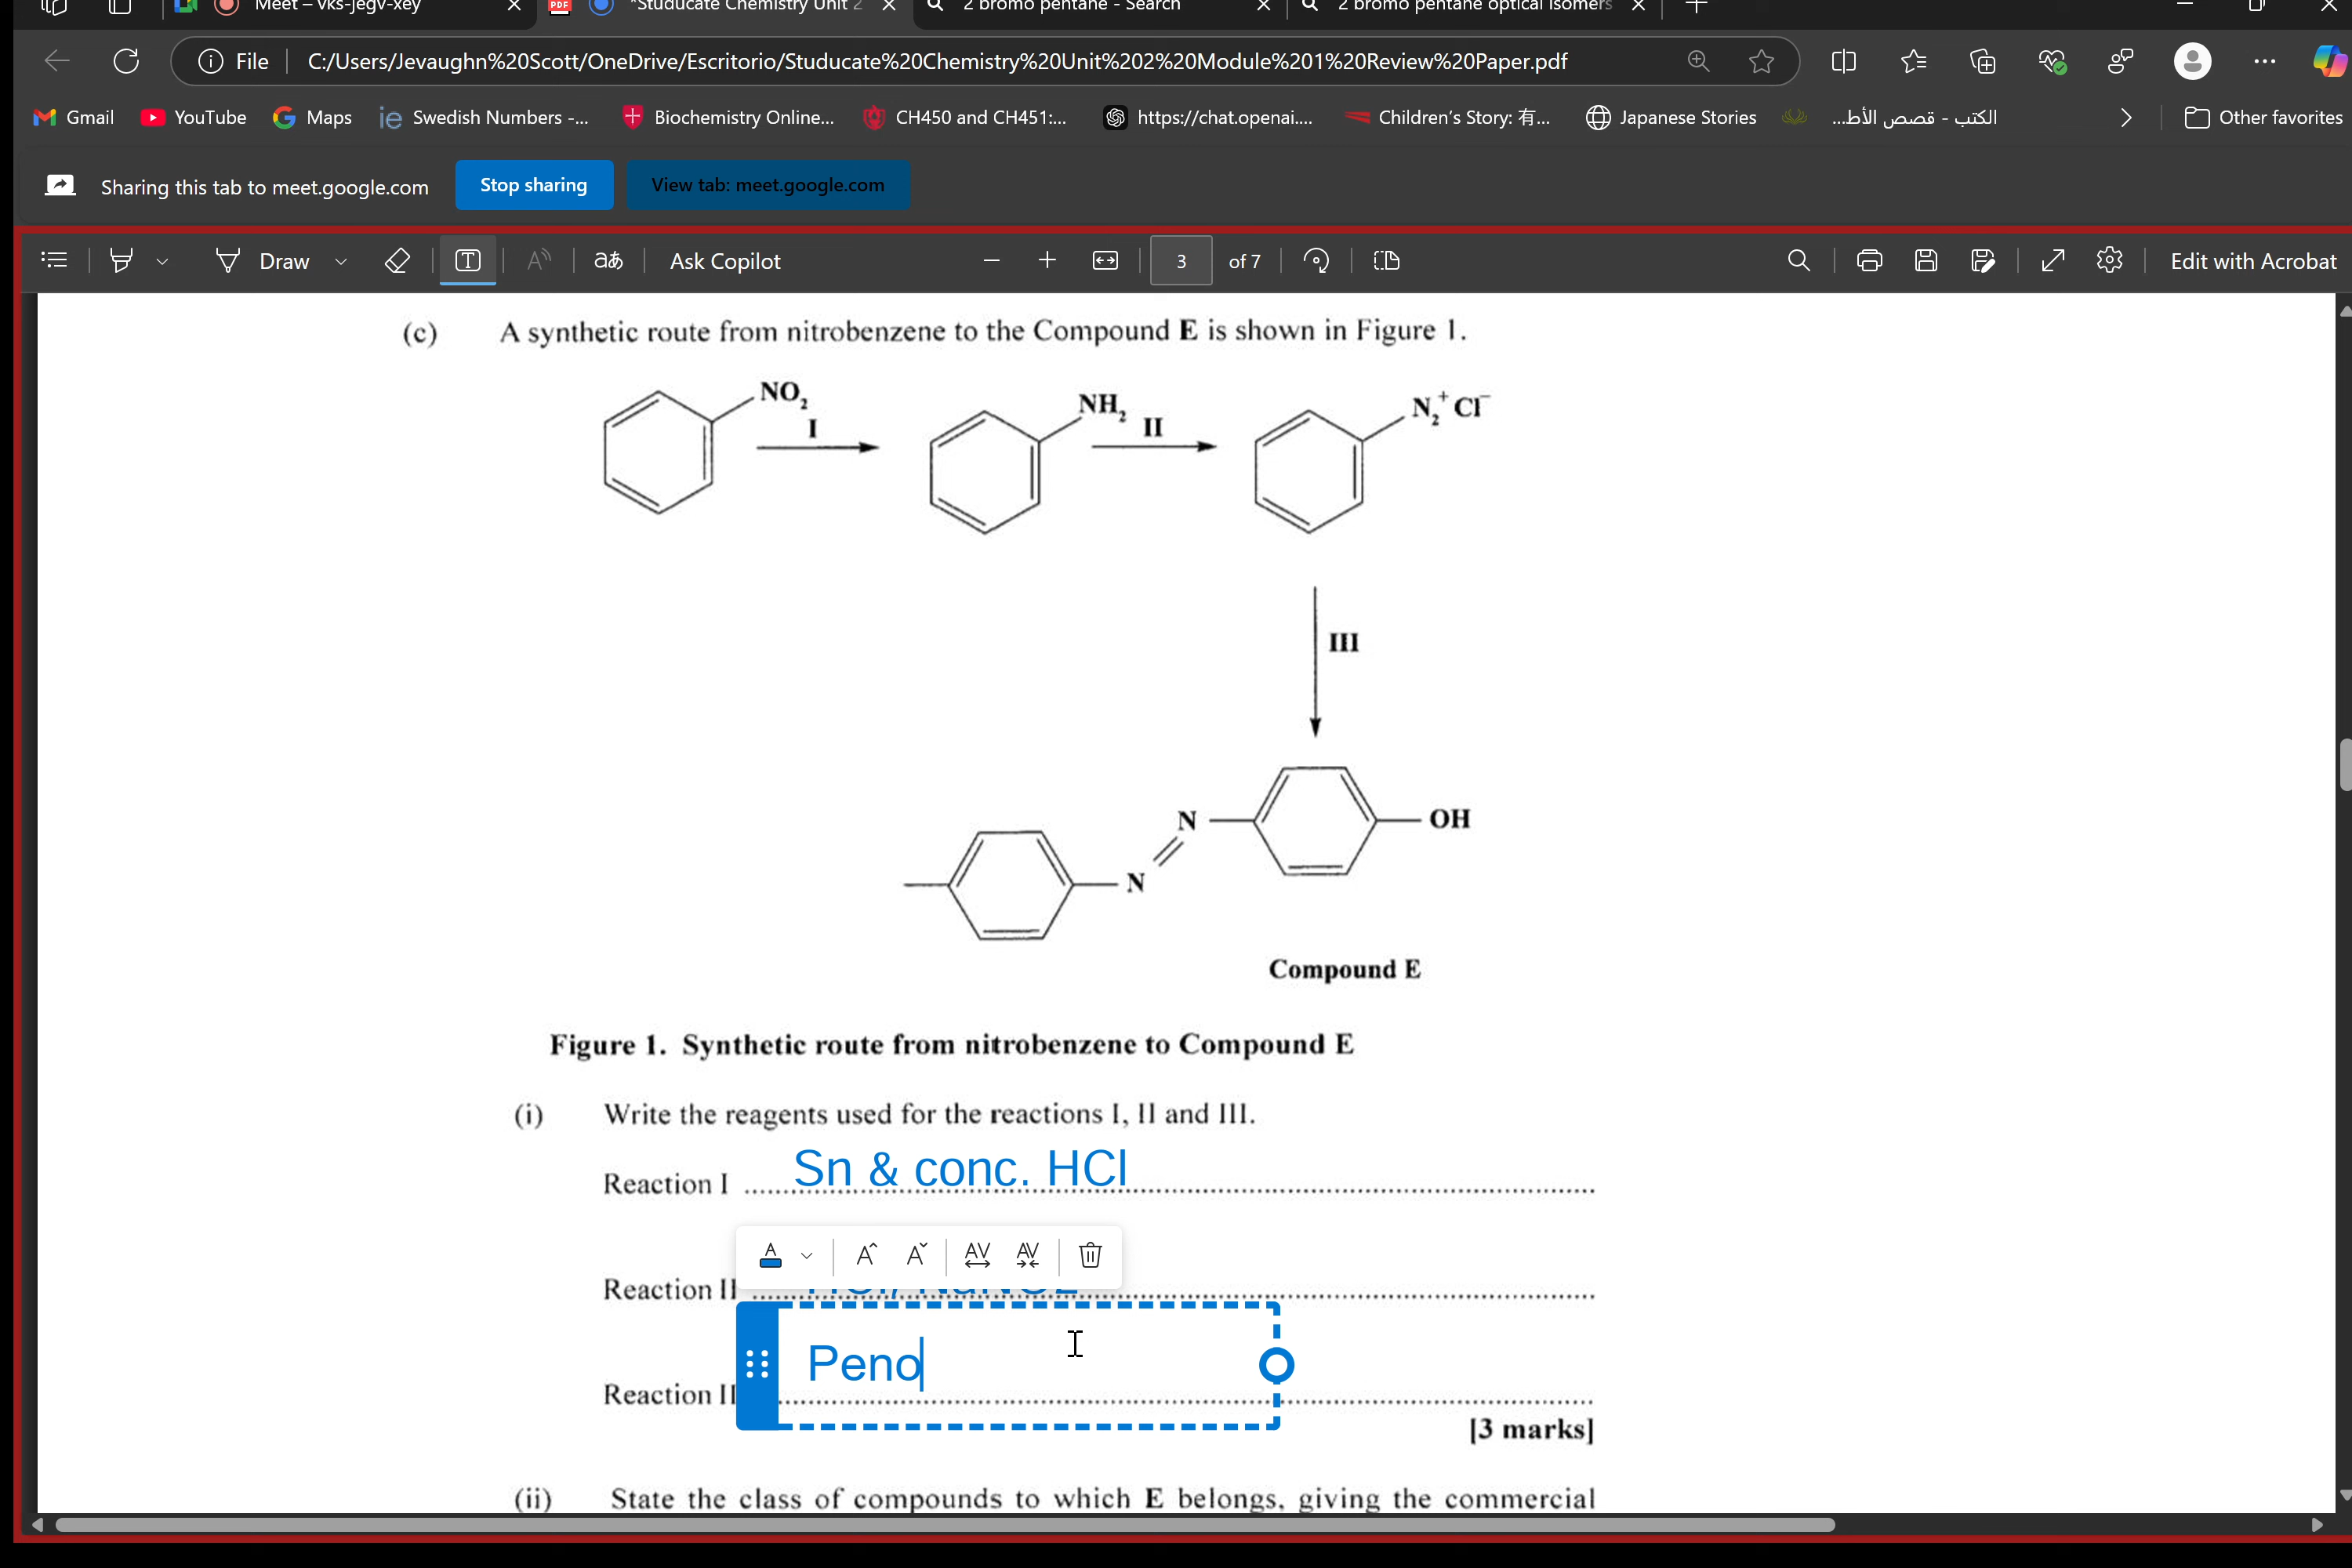 Meet – vks-jegv-xey
*Studucate Chemistry Unit 2
2 bromo pentane - Search
2 bromo pentane optical isomers
File
C:/Users/Jevaughn%20Scott/OneDrive/Escritorio/Studucate%20Chemistry%20Unit%202%20Module%201%20Review%20Paper.pdf
Gmail
YouTube
Maps
Swedish Numbers -...
Biochemistry Online...
CH450 and CH451:...
https://chat.openai....
Children's Story: 有...
Japanese Stories
الكتب - قصص الأط...
Other favorites
Sharing this tab to meet.google.com
Stop sharing
View tab: meet.google.com
Draw
Ask Copilot
3
of 7
Edit with Acrobat
(c) A synthetic route from nitrobenzene to the Compound E is shown in Figure 1.
NO₂
I
NH₂
II
N₂⁺ Cl⁻
III
N
OH
N
Compound E
Figure 1. Synthetic route from nitrobenzene to Compound E
(i) Write the reagents used for the reactions I, II and III.
Reaction I Sn & conc. HCl
Reaction II
Peno
Reaction II
[3 marks]
(ii) State the class of compounds to which E belongs, giving the commercial